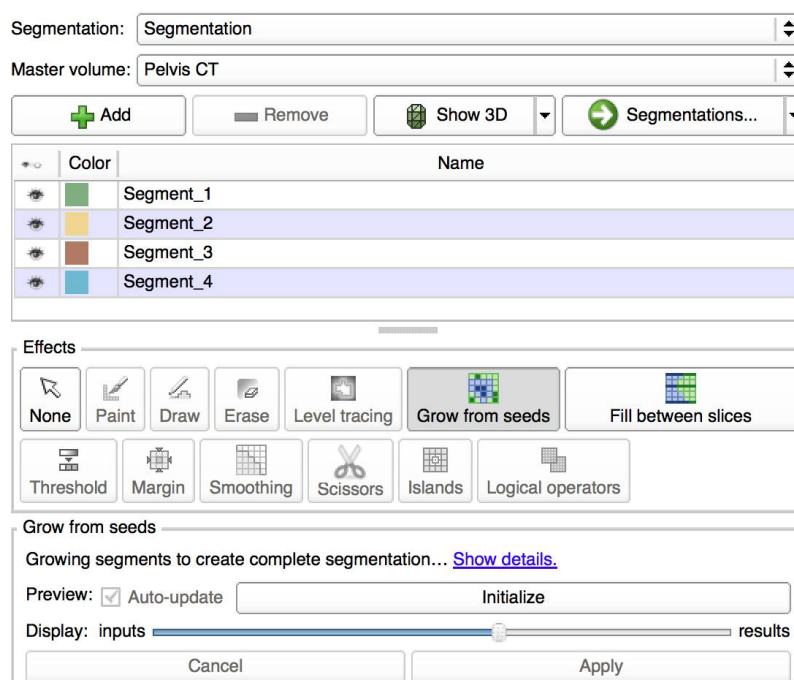 Segmentation: Segmentation
Master volume: Pelvis CT
Add Remove Show 3D Segmentations...
Color Name
Segment_1
Segment_2
Segment_3
Segment_4
Effects
None Paint Draw Erase Level tracing Grow from seeds Fill between slices
Threshold Margin Smoothing Scissors Islands Logical operators
Grow from seeds
Growing segments to create complete segmentation... Show details.
Preview: Auto-update Initialize
Display: inputs results
Cancel Apply